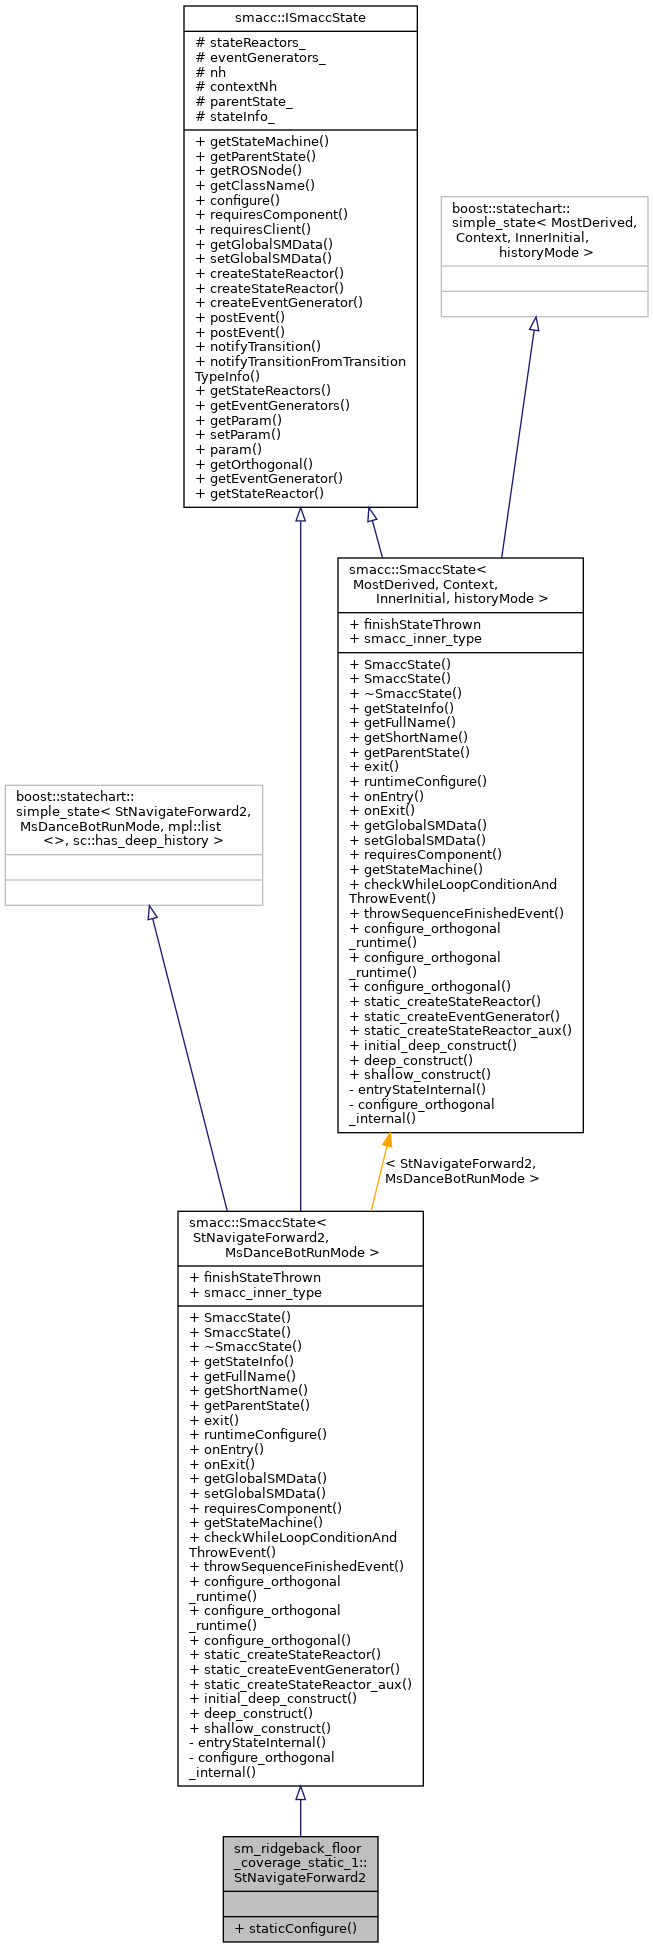 smacc::ISmaccState
# stateReactors_
# eventGenerators_
# nh
# contextNh
# parentState_
# stateInfo_
+ getStateMachine()
+ getParentState()
+ getROSNode()
+ getClassName()
+ configure()
+ requiresComponent()
+ requiresClient()
+ getGlobalSMData()
+ setGlobalSMData()
+ createStateReactor()
+ createStateReactor()
+ createEventGenerator()
+ postEvent()
+ postEvent()
+ notifyTransition()
+ notifyTransitionFromTransition
TypeInfo()
+ getStateReactors()
+ getEventGenerators()
+ getParam()
+ setParam()
+ param()
+ getOrthogonal()
+ getEventGenerator()
+ getStateReactor()
boost::statechart::
simple_state< MostDerived,
Context, InnerInitial,
historyMode >
smacc::SmaccState<
MostDerived, Context,
InnerInitial, historyMode >
+ finishStateThrown
+ smacc_inner_type
+ SmaccState()
+ SmaccState()
+ ~SmaccState()
+ getStateInfo()
+ getFullName()
+ getShortName()
+ getParentState()
+ exit()
+ runtimeConfigure()
+ onEntry()
+ onExit()
+ getGlobalSMData()
+ setGlobalSMData()
+ requiresComponent()
+ getStateMachine()
+ checkWhileLoopConditionAnd
ThrowEvent()
+ throwSequenceFinishedEvent()
+ configure_orthogonal
_runtime()
+ configure_orthogonal
_runtime()
+ configure_orthogonal()
+ static_createStateReactor()
+ static_createEventGenerator()
+ static_createStateReactor_aux()
+ initial_deep_construct()
+ deep_construct()
+ shallow_construct()
- entryStateInternal()
- configure_orthogonal
_internal()
boost::statechart::
simple_state< StNavigateForward2,
MsDanceBotRunMode, mpl::list
<>, sc::has_deep_history >
< StNavigateForward2,
MsDanceBotRunMode >
smacc::SmaccState<
StNavigateForward2,
MsDanceBotRunMode >
+ finishStateThrown
+ smacc_inner_type
+ SmaccState()
+ SmaccState()
+ ~SmaccState()
+ getStateInfo()
+ getFullName()
+ getShortName()
+ getParentState()
+ exit()
+ runtimeConfigure()
+ onEntry()
+ onExit()
+ getGlobalSMData()
+ setGlobalSMData()
+ requiresComponent()
+ getStateMachine()
+ checkWhileLoopConditionAnd
ThrowEvent()
+ throwSequenceFinishedEvent()
+ configure_orthogonal
_runtime()
+ configure_orthogonal
_runtime()
+ configure_orthogonal()
+ static_createStateReactor()
+ static_createEventGenerator()
+ static_createStateReactor_aux()
+ initial_deep_construct()
+ deep_construct()
+ shallow_construct()
- entryStateInternal()
- configure_orthogonal
_internal()
sm_ridgeback_floor
_coverage_static_1::
StNavigateForward2
+ staticConfigure()